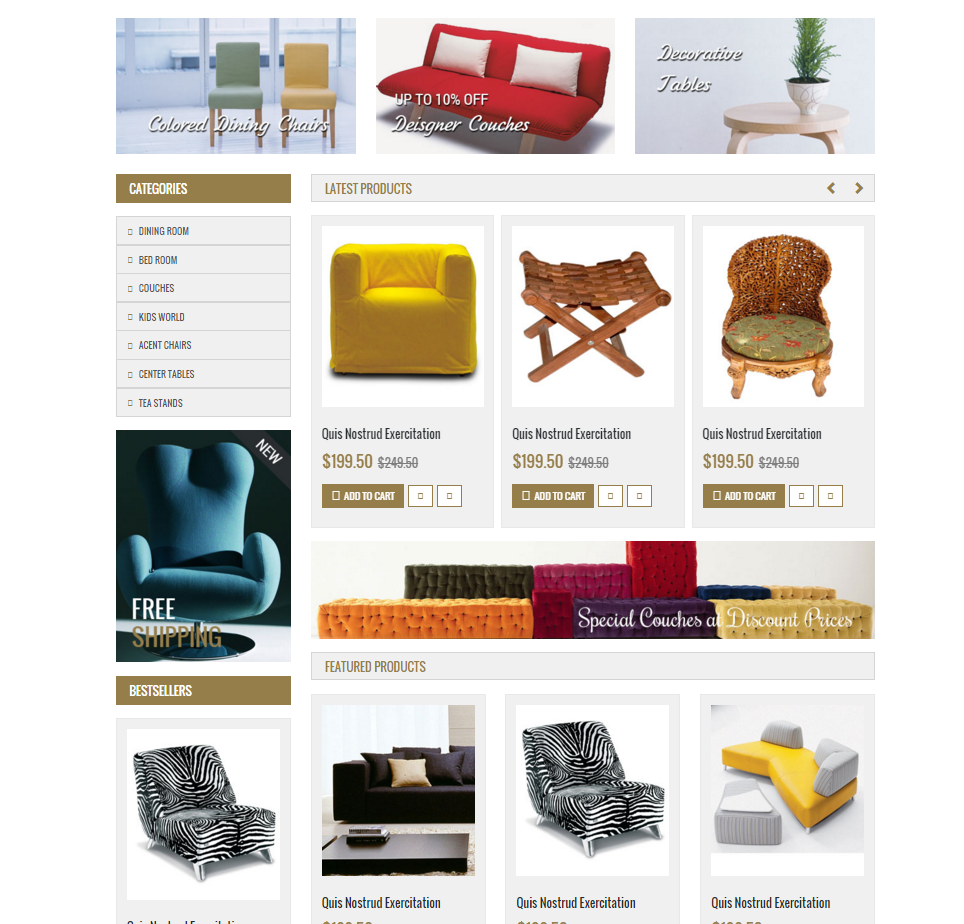 Colored Dining Chairs
UP TO 10% OFF
Deisgner Couches
Decorative
Tables
CATEGORIES
DINING ROOM
BED ROOM
COUCHES
KIDS WORLD
ACENT CHAIRS
CENTER TABLES
TEA STANDS
NEW
FREE
SHIPPING
BESTSELLERS
LATEST PRODUCTS
Quis Nostrud Exercitation
$199.50 $249.50
ADD TO CART
Quis Nostrud Exercitation
$199.50 $249.50
ADD TO CART
Quis Nostrud Exercitation
$199.50 $249.50
ADD TO CART
Special Couches at Discount Prices
FEATURED PRODUCTS
Quis Nostrud Exercitation
Quis Nostrud Exercitation
Quis Nostrud Exercitation